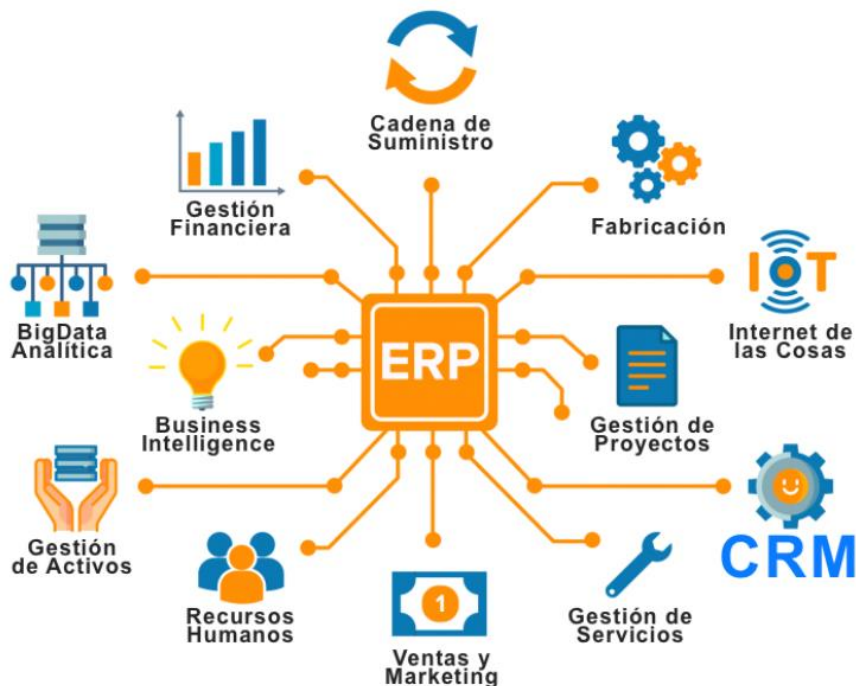 Cadena de
Suministro
Gestión
Financiera
Fabricación
BigData
Analítica
IOT
Internet de
las Cosas
ERP
Business
Intelligence
Gestión de
Proyectos
Gestión
de Activos
CRM
Recursos
Humanos
1
Ventas y
Marketing
Gestión de
Servicios